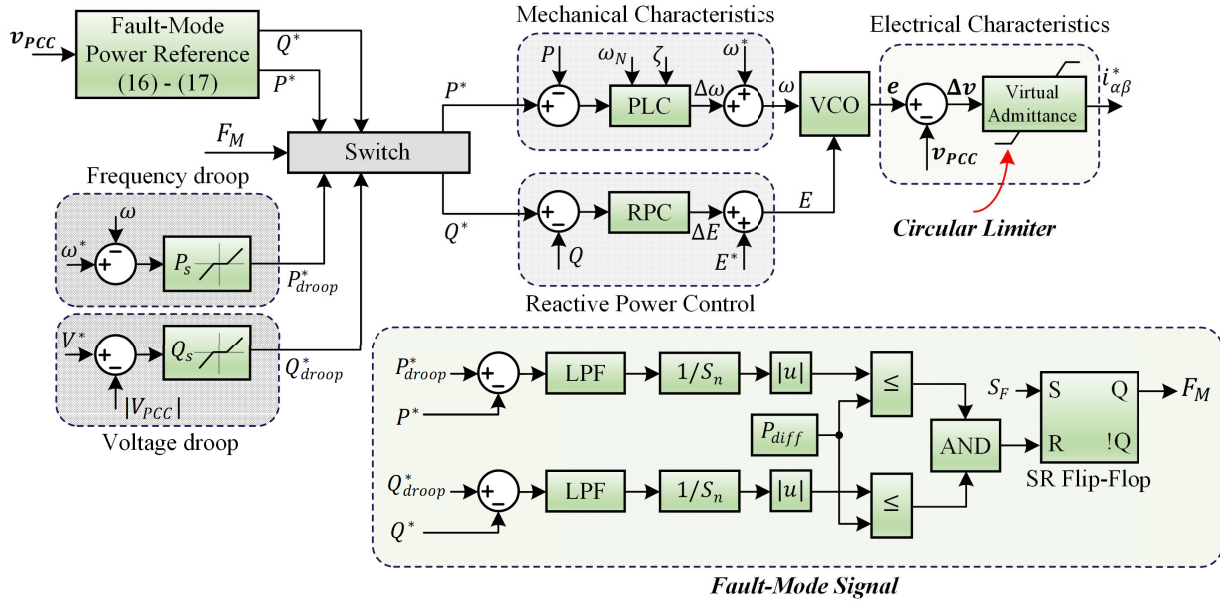 v_PCC
Fault-Mode
Power Reference
(16) - (17)
Q*
P*
F_M
Switch
Frequency droop
ω
ω*
P_s
P*_droop
V*
Q_s
Q*_droop
|V_PCC|
Voltage droop
Mechanical Characteristics
P
ω_N
ζ
ω*
P*
PLC
Δω
ω
VCO
Q*
RPC
ΔE
E
Q
E*
Reactive Power Control
Electrical Characteristics
e
Δv
v_PCC
Virtual
Admittance
i*_αβ
Circular Limiter
P*_droop
P*
LPF
1/S_n
|u|
≤
P_diff
Q*_droop
Q*
LPF
1/S_n
|u|
≤
AND
S_F
S
Q
R
!Q
F_M
SR Flip-Flop
Fault-Mode Signal